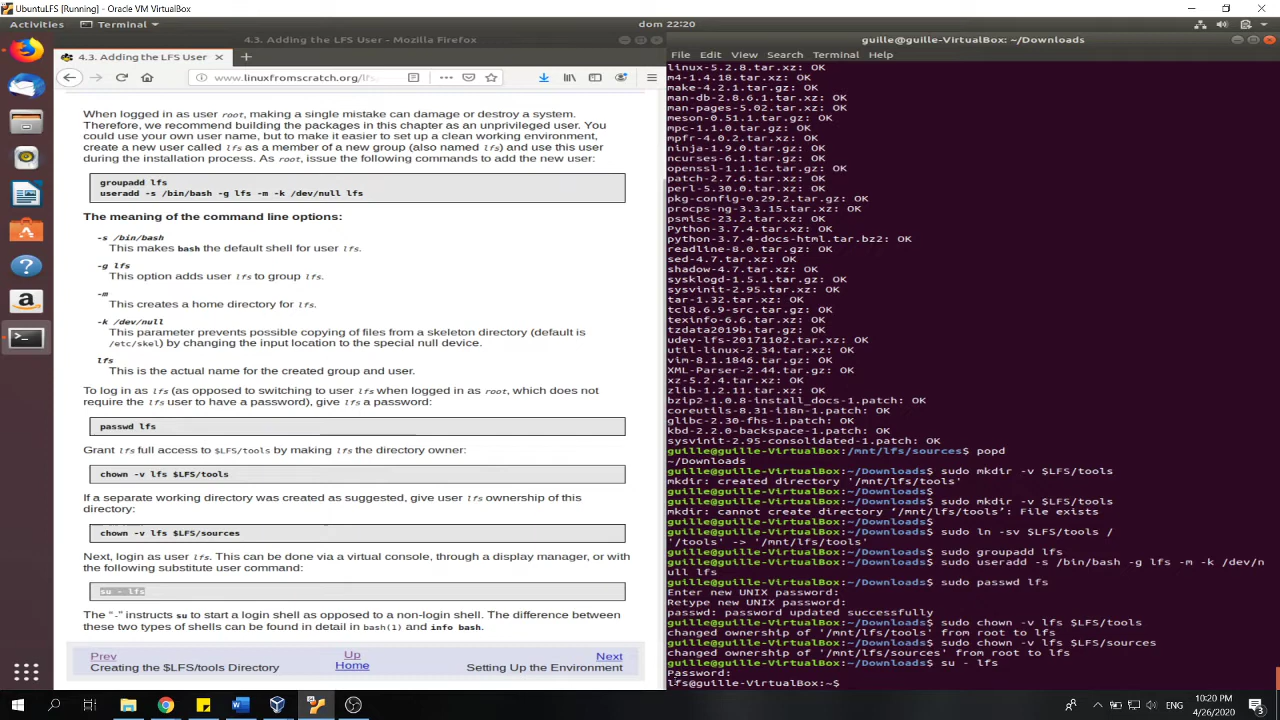 UbuntuLFS [Running] - Oracle VM VirtualBox
Activities
Terminal
dom 22:20
4.3. Adding the LFS User - Mozilla Firefox
4.3. Adding the LFS User
www.linuxfromscratch.org/lfs
When logged in as user root, making a single mistake can damage or destroy a system.
Therefore, we recommend building the packages in this chapter as an unprivileged user. You
could use your own user name, but to make it easier to set up a clean working environment,
create a new user called lfs as a member of a new group (also named lfs) and use this user
during the installation process. As root, issue the following commands to add the new user:
groupadd lfs
useradd -s /bin/bash -g lfs -m -k /dev/null lfs
The meaning of the command line options:
-s /bin/bash
This makes bash the default shell for user lfs.
-g lfs
This option adds user lfs to group lfs.
-m
This creates a home directory for lfs.
-k /dev/null
This parameter prevents possible copying of files from a skeleton directory (default is
/etc/skel) by changing the input location to the special null device.
lfs
This is the actual name for the created group and user.
To log in as lfs (as opposed to switching to user lfs when logged in as root, which does not
require the lfs user to have a password), give lfs a password:
passwd lfs
Grant lfs full access to $LFS/tools by making lfs the directory owner:
chown -v lfs $LFS/tools
If a separate working directory was created as suggested, give user lfs ownership of this
directory:
chown -v lfs $LFS/sources
Next, login as user lfs. This can be done via a virtual console, through a display manager, or with
the following substitute user command:
su - lfs
The “-” instructs su to start a login shell as opposed to a non-login shell. The difference between
these two types of shells can be found in detail in bash(1) and info bash.
Prev
Up
Next
Creating the $LFS/tools Directory
Home
Setting Up the Environment
guille@guille-VirtualBox: ~/Downloads
File Edit View Search Terminal Help
linux-5.2.8.tar.xz: OK
m4-1.4.18.tar.xz: OK
make-4.2.1.tar.gz: OK
man-db-2.8.6.1.tar.xz: OK
man-pages-5.02.tar.xz: OK
meson-0.51.1.tar.gz: OK
mpc-1.1.0.tar.gz: OK
mpfr-4.0.2.tar.xz: OK
ninja-1.9.0.tar.gz: OK
ncurses-6.1.tar.gz: OK
openssl-1.1.1c.tar.gz: OK
patch-2.7.6.tar.xz: OK
perl-5.30.0.tar.xz: OK
pkg-config-0.29.2.tar.gz: OK
procps-ng-3.3.15.tar.xz: OK
psmisc-23.2.tar.xz: OK
Python-3.7.4.tar.xz: OK
python-3.7.4-docs-html.tar.bz2: OK
readline-8.0.tar.gz: OK
sed-4.7.tar.xz: OK
shadow-4.7.tar.xz: OK
sysklogd-1.5.1.tar.gz: OK
sysvinit-2.95.tar.xz: OK
tar-1.32.tar.xz: OK
tcl8.6.9-src.tar.gz: OK
texinfo-6.6.tar.xz: OK
tzdata2019b.tar.gz: OK
udev-lfs-20171102.tar.xz: OK
util-linux-2.34.tar.xz: OK
vim-8.1.1846.tar.gz: OK
XML-Parser-2.44.tar.gz: OK
xz-5.2.4.tar.xz: OK
zlib-1.2.11.tar.xz: OK
bzip2-1.0.8-install_docs-1.patch: OK
coreutils-8.31-i18n-1.patch: OK
glibc-2.30-fhs-1.patch: OK
kbd-2.2.0-backspace-1.patch: OK
sysvinit-2.95-consolidated-1.patch: OK
guille@guille-VirtualBox:/mnt/lfs/sources$ popd
~/Downloads
guille@guille-VirtualBox:~/Downloads$ sudo mkdir -v $LFS/tools
mkdir: created directory '/mnt/lfs/tools'
guille@guille-VirtualBox:~/Downloads$
guille@guille-VirtualBox:~/Downloads$ sudo mkdir -v $LFS/tools
mkdir: cannot create directory ‘/mnt/lfs/tools’: File exists
guille@guille-VirtualBox:~/Downloads$
guille@guille-VirtualBox:~/Downloads$ sudo ln -sv $LFS/tools /
'/tools' -> '/mnt/lfs/tools'
guille@guille-VirtualBox:~/Downloads$ sudo groupadd lfs
guille@guille-VirtualBox:~/Downloads$ sudo useradd -s /bin/bash -g lfs -m -k /dev/n
ull lfs
guille@guille-VirtualBox:~/Downloads$ sudo passwd lfs
Enter new UNIX password:
Retype new UNIX password:
passwd: password updated successfully
guille@guille-VirtualBox:~/Downloads$ sudo chown -v lfs $LFS/tools
changed ownership of '/mnt/lfs/tools' from root to lfs
guille@guille-VirtualBox:~/Downloads$ sudo chown -v lfs $LFS/sources
changed ownership of '/mnt/lfs/sources' from root to lfs
guille@guille-VirtualBox:~/Downloads$ su - lfs
Password:
lfs@guille-VirtualBox:~$
10:20 PM
4/26/2020
3